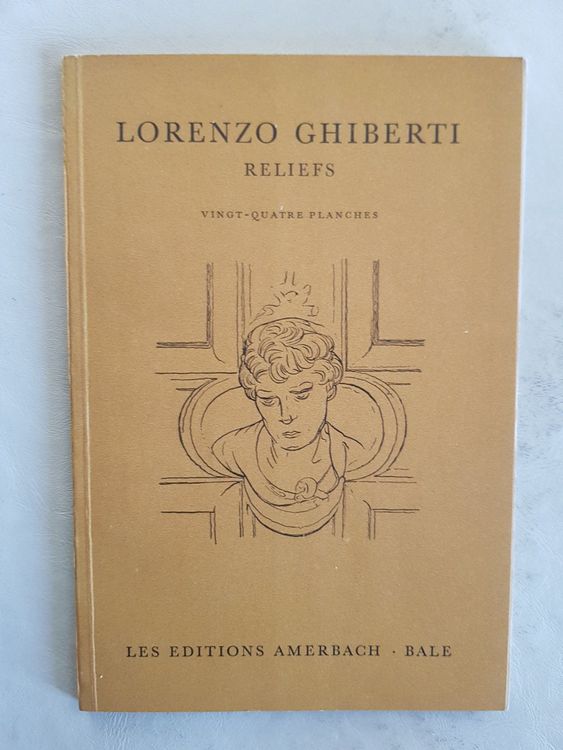 LORENZO GHIBERTI
RELIEFS
VINGT-QUATRE PLANCHES
LES EDITIONS AMERBACH · BALE